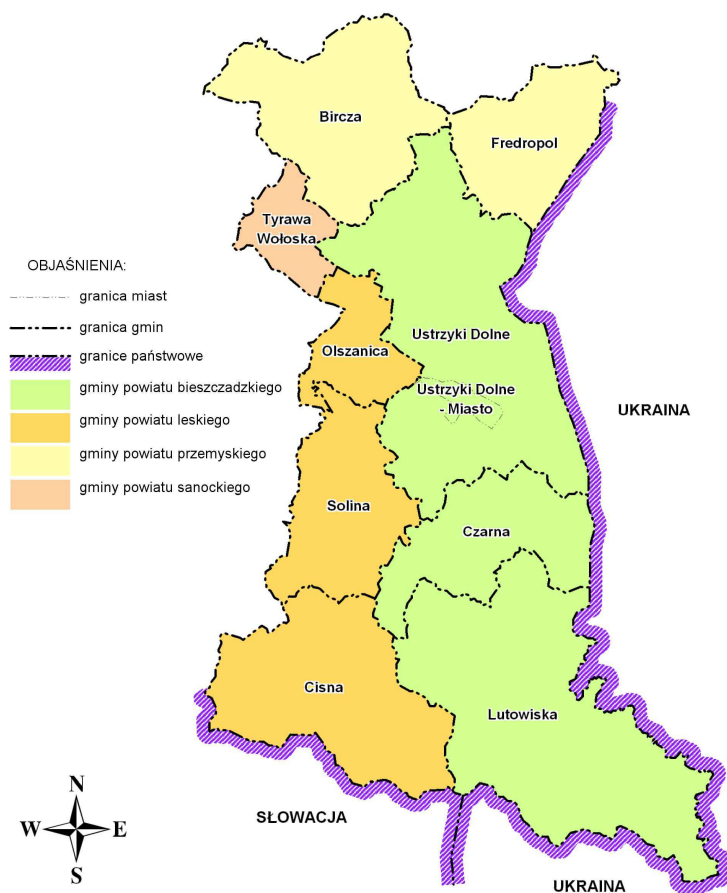 Bircza
Fredropol
Tyrawa
Wołoska
OBJAŚNIENIA:
granica miast
granica gmin
granice państwowe
gminy powiatu bieszczadzkiego
gminy powiatu leskiego
gminy powiatu przemyskiego
gminy powiatu sanockiego
Ustrzyki Dolne
Olszanica
Ustrzyki Dolne
- Miasto
UKRAINA
Solina
Czarna
Cisna
Lutowiska
N
W
E
S
SŁOWACJA
UKRAINA